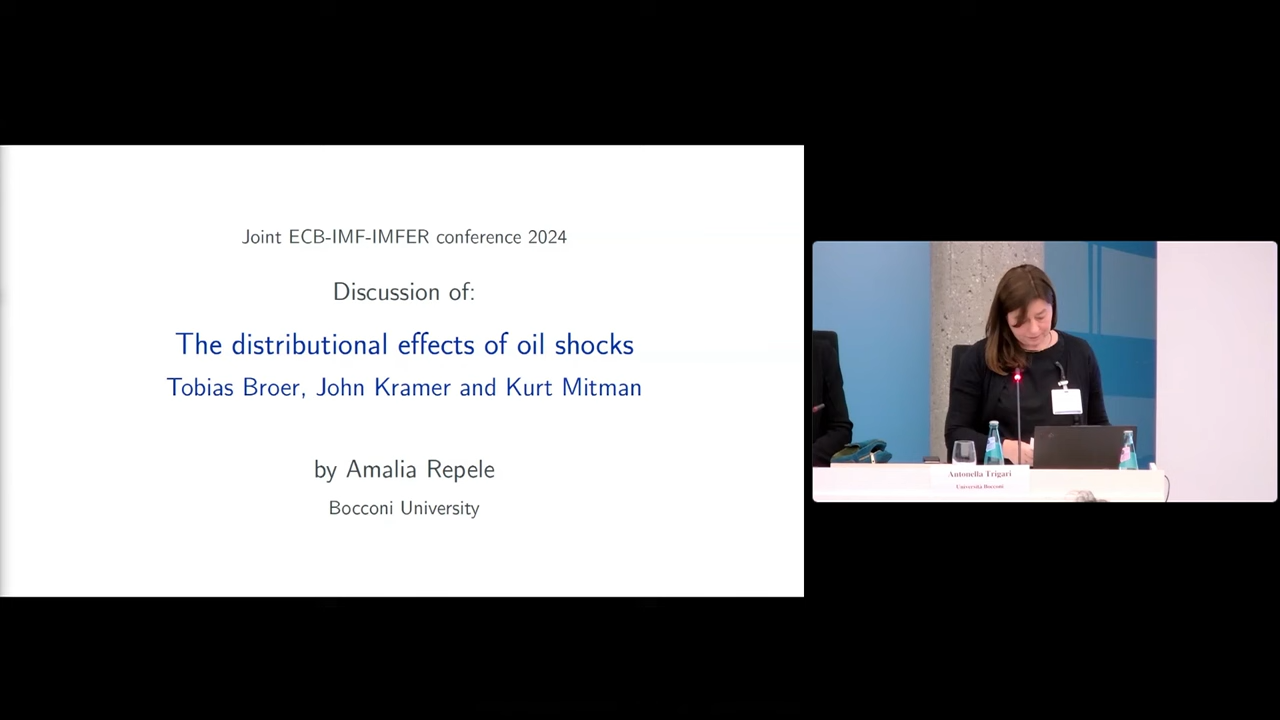 Joint ECB-IMF-IMFER conference 2024
Discussion of:
The distributional effects of oil shocks
Tobias Broer, John Kramer and Kurt Mitman
by Amalia Repele
Bocconi University
Antonella Trigari
Università Bocconi